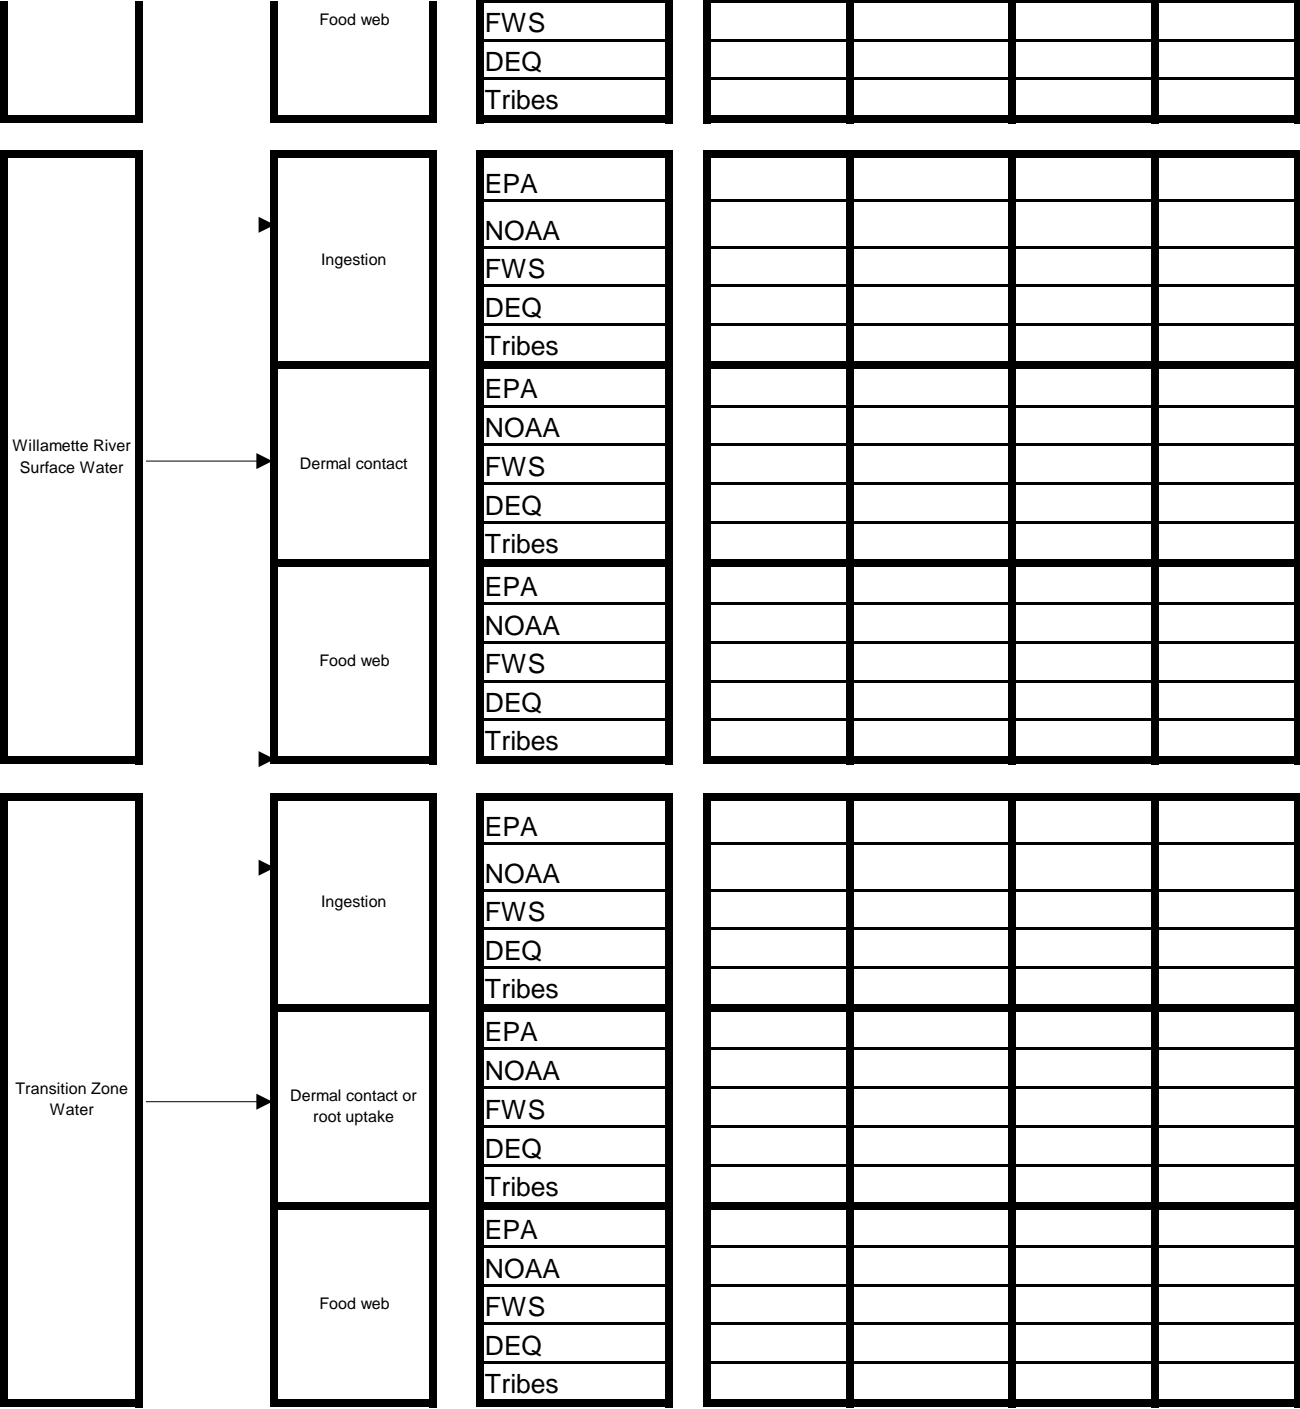 Food web
FWS
DEQ
Tribes
Willamette River
Surface Water
Ingestion
EPA
NOAA
FWS
DEQ
Tribes
Dermal contact
EPA
NOAA
FWS
DEQ
Tribes
Food web
EPA
NOAA
FWS
DEQ
Tribes
Transition Zone
Water
Ingestion
EPA
NOAA
FWS
DEQ
Tribes
Dermal contact or
root uptake
EPA
NOAA
FWS
DEQ
Tribes
Food web
EPA
NOAA
FWS
DEQ
Tribes